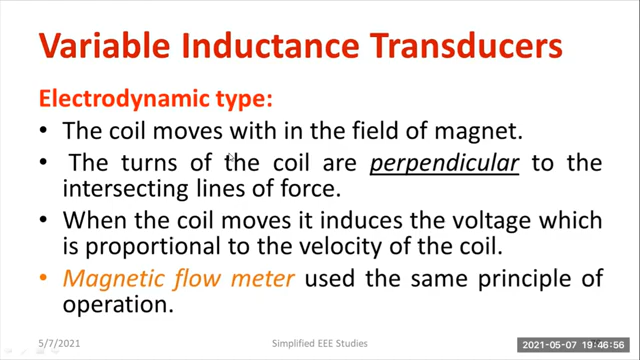 Variable Inductance Transducers
Electrodynamic type:
• The coil moves with in the field of magnet.
• The turns of the coil are perpendicular to the
intersecting lines of force.
• When the coil moves it induces the voltage which
is proportional to the velocity of the coil.
• Magnetic flow meter used the same principle of
operation.
5/7/2021 Simplified EEE Studies 2021-05-07 19:46:56